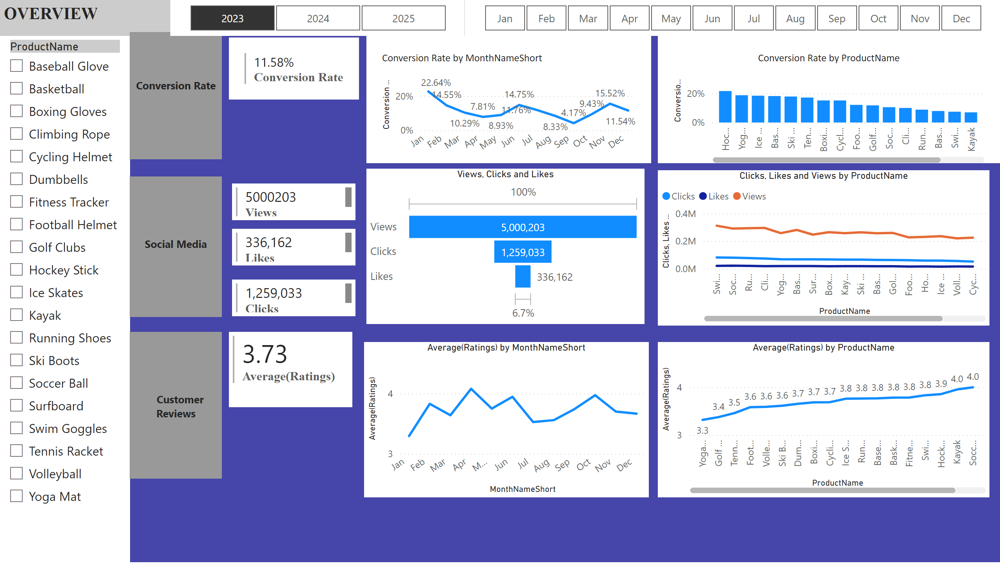 OVERVIEW
2023 2024 2025
Jan Feb Mar Apr May Jun Jul Aug Sep Oct Nov Dec
ProductName
Baseball Glove
Basketball
Boxing Gloves
Climbing Rope
Cycling Helmet
Dumbbells
Fitness Tracker
Football Helmet
Golf Clubs
Hockey Stick
Ice Skates
Kayak
Running Shoes
Ski Boots
Soccer Ball
Surfboard
Swim Goggles
Tennis Racket
Volleyball
Yoga Mat
Conversion Rate
11.58%
Conversion Rate
Conversion Rate by MonthNameShort
Conversion ...
20%
0%
22.64% 14.55% 10.29% 7.81% 8.93% 14.75% 11.76% 8.33% 4.17% 9.43% 15.52% 11.54%
Jan Feb Mar Apr May Jun Jul Aug Sep Oct Nov Dec
Conversion Rate by ProductName
Conversio...
20%
0%
Hoc... Yog... Ice ... Bas... Ski ... Ten... Boxi... Cycl... Foo... Golf... Soc... Cli... Run... Bas... Swi... Kayak
Social Media
5000203
Views
336,162
Likes
1,259,033
Clicks
Views, Clicks and Likes
100%
Views 5,000,203
Clicks 1,259,033
Likes 336,162
6.7%
Clicks, Likes and Views by ProductName
Clicks Likes Views
Clicks, Likes ...
0.4M
0.2M
0.0M
Swi... Soc... Ru... Cli... Yog... Bas... Sur... Box... Kay... Ski ... Bas... Gol... Foo... Ho... Ice ... Voll... Cyc...
ProductName
Customer
Reviews
3.73
Average(Ratings)
Average(Ratings) by MonthNameShort
Average(Ratings)
4
3
Jan Feb Mar Apr M... Jun Jul Aug Sep Oct Nov Dec
MonthNameShort
Average(Ratings) by ProductName
Average(Ratings)
4
3
3.3 3.4 3.5 3.6 3.6 3.6 3.7 3.7 3.7 3.8 3.8 3.8 3.8 3.8 3.8 3.9 4.0 4.0
Yoga... Golf ... Tenn... Foot... Volle... Ski B... Dum... Boxi... Cycli... Ice S... Run... Base... Bask... Fitne... Swi... Hock... Kayak Socc...
ProductName